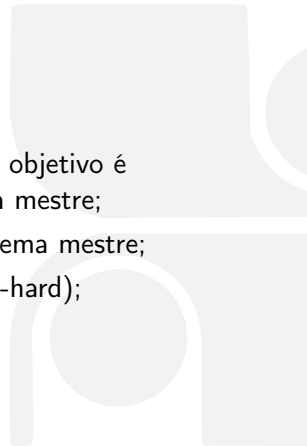 objetivo é
mestre;
ema mestre;
-hard);